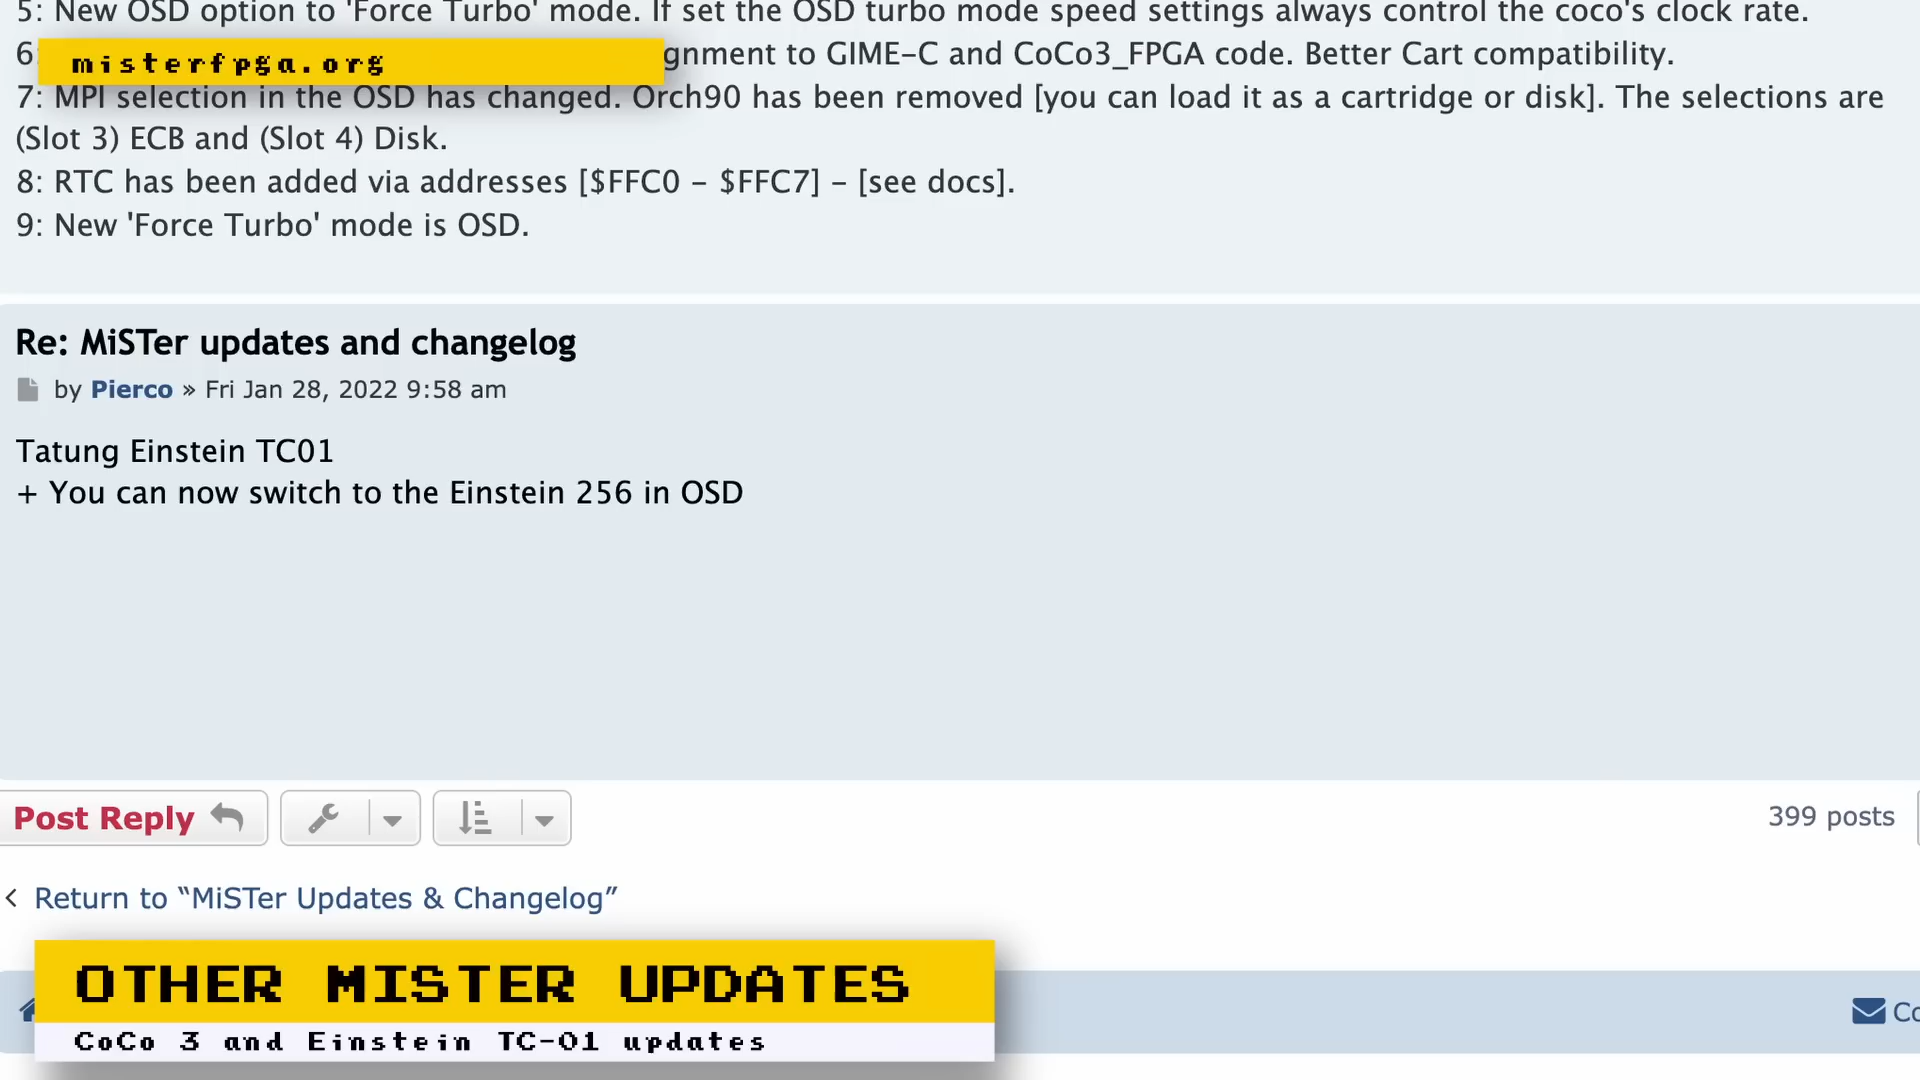 5: New OSD option to 'Force Turbo' mode. If set the OSD turbo mode speed settings always control the coco's clock rate.
6: gnment to GIME-C and CoCo3_FPGA code. Better Cart compatibility.
misterfpga.org
7: MPI selection in the OSD has changed. Orch90 has been removed [you can load it as a cartridge or disk]. The selections are
(Slot 3) ECB and (Slot 4) Disk.
8: RTC has been added via addresses [$FFC0 - $FFC7] - [see docs].
9: New 'Force Turbo' mode is OSD.
Re: MiSTer updates and changelog
by Pierco » Fri Jan 28, 2022 9:58 am
Tatung Einstein TC01
+ You can now switch to the Einstein 256 in OSD
Post Reply
399 posts
Return to “MiSTer Updates & Changelog”
OTHER MISTER UPDATES
CoCo 3 and Einstein TC-01 updates
Co